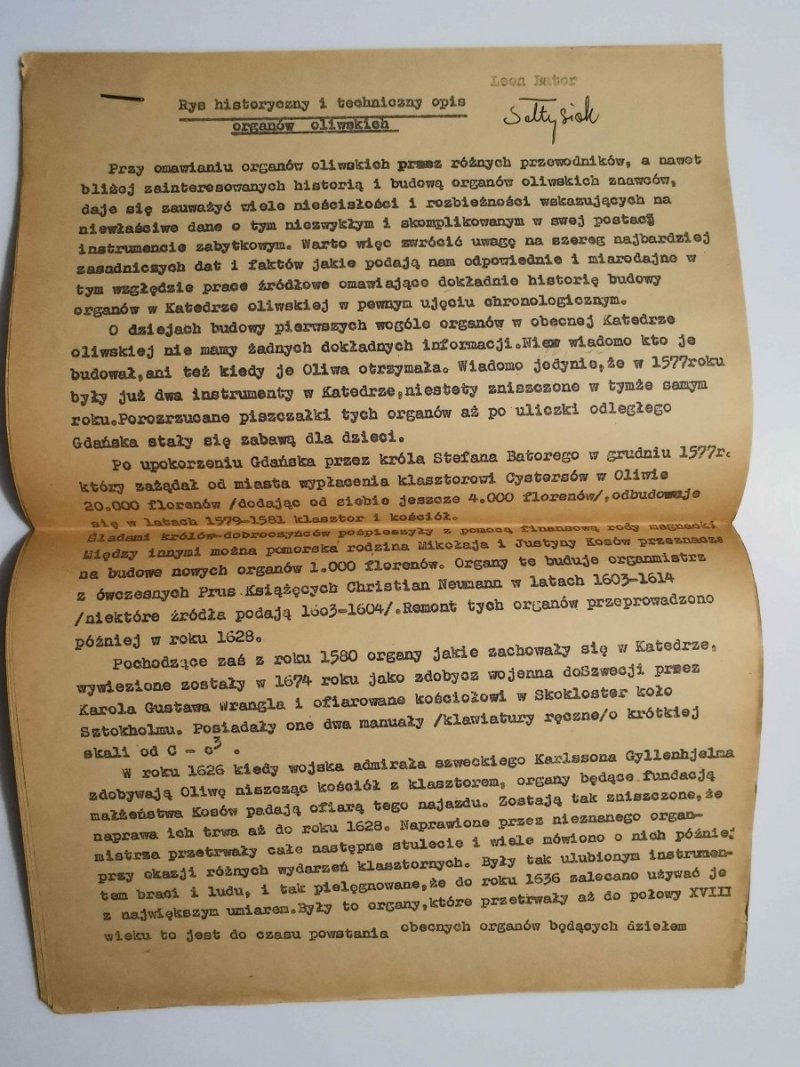 Leon Bator
Rys historyczny i techniczny opis
organów oliwskich
Sołtysiak
Przy omawianiu organów oliwskich przez różnych przewodników, a nawet
bliżej zainteresowanych historią i budową organów oliwskich znawców,
daje się zauważyć wiele nieścisłości i rozbieżności wskazujących na
niewłaściwe dane o tym niezwykłym i skomplikowanym w swej postaci
instrumencie zabytkowym. Warto więc zwrócić uwagę na szereg najbardziej
zasadniczych dat i faktów jakie podają nam odpowiednie i miarodajne w
tym względzie prace źródłowe omawiające dokładnie historię budowy
organów w Katedrze oliwskiej w pewnym ujęciu chronologicznym.
O dziejach budowy pierwszych wogóle organów w obecnej Katedrze
oliwskiej nie mamy żadnych dokładnych informacji. wiadomo kto je
budował,ani też kiedy je Oliwa otrzymała. Wiadomo jedynie,że w 1577roku
były już dwa instrumenty w Katedrze,niestety zniszczone w tymże samym
roku.Porozrzucane piszczałki tych organów aż po uliczki odległego
Gdańska stały się zabawą dla dzieci.
Po upokorzeniu Gdańska przez króla Stefana Batorego w grudniu 1577r.
który zażądał od miasta wypłacenia klasztorowi Cystersów w Oliwie
20.000 florenów /dodając od siebie jeszcze 4.000 florenów/,odbudowuje
się w latach 1579-1581 klasztor i kościół.
Śladami królów-dobroczyńców pośpieszyły z pomocą finansową rody magnacki
Między innymi można pomorska rodzina Mikołaja i Justyny Kosów przeznacza
na budowe nowych organów 1.000 florenów. Organy te buduje organmistrz
z ówczesnych Prus Książęcych Christian Neumann w latach 1603-1614
/niektóre źródła podają 1603-1604/.Remont tych organów przeprowadzono
później w roku 1628.
Pochodzące zaś z roku 1580 organy jakie zachowały się w Katedrze,
wywiezione zostały w 1674 roku jako zdobycz wojenna doSzwecji przez
Karola Gustawa Wrangla i ofiarowane kościołowi w Skokloster koło
Sztokholmu. Posiadały one dwa manuały /klawiatury ręczne/o krótkiej
skali od C - c³ .
W roku 1626 kiedy wojska admirała szweckiego Karlssona Gyllenhjelma
zdobywają Oliwę niszcząc kościół z klasztorem, organy będące fundacją
małżeństwa Kosów padają ofiarą tego najazdu. Zostają tak zniszczone,że
naprawa ich trwa aż do roku 1628. Naprawione przez nieznanego organ-
mistrza przetrwały całe następne stulecie i wiele mówiono o nich później
przy okazji różnych wydarzeń klasztornych. Były tak ulubionym instrumen-
tem braci i ludu, i tak pielęgnowane,że do roku 1636 zalecano używać je
z największym umiarem.Były to organy,które przetrwały aż do połowy XVIII
wieku to jest do czasu powstania obecnych organów będących dziełem